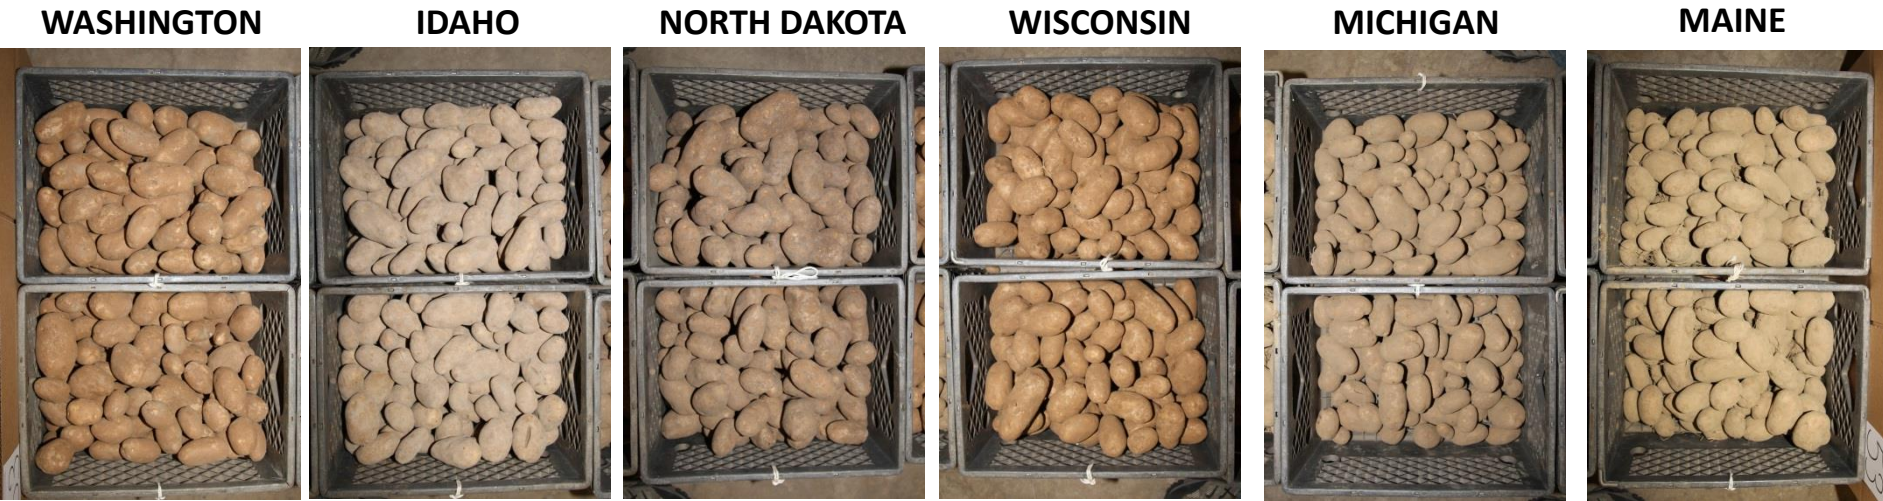 WASHINGTON
IDAHO
NORTH DAKOTA
WISCONSIN
MICHIGAN
MAINE